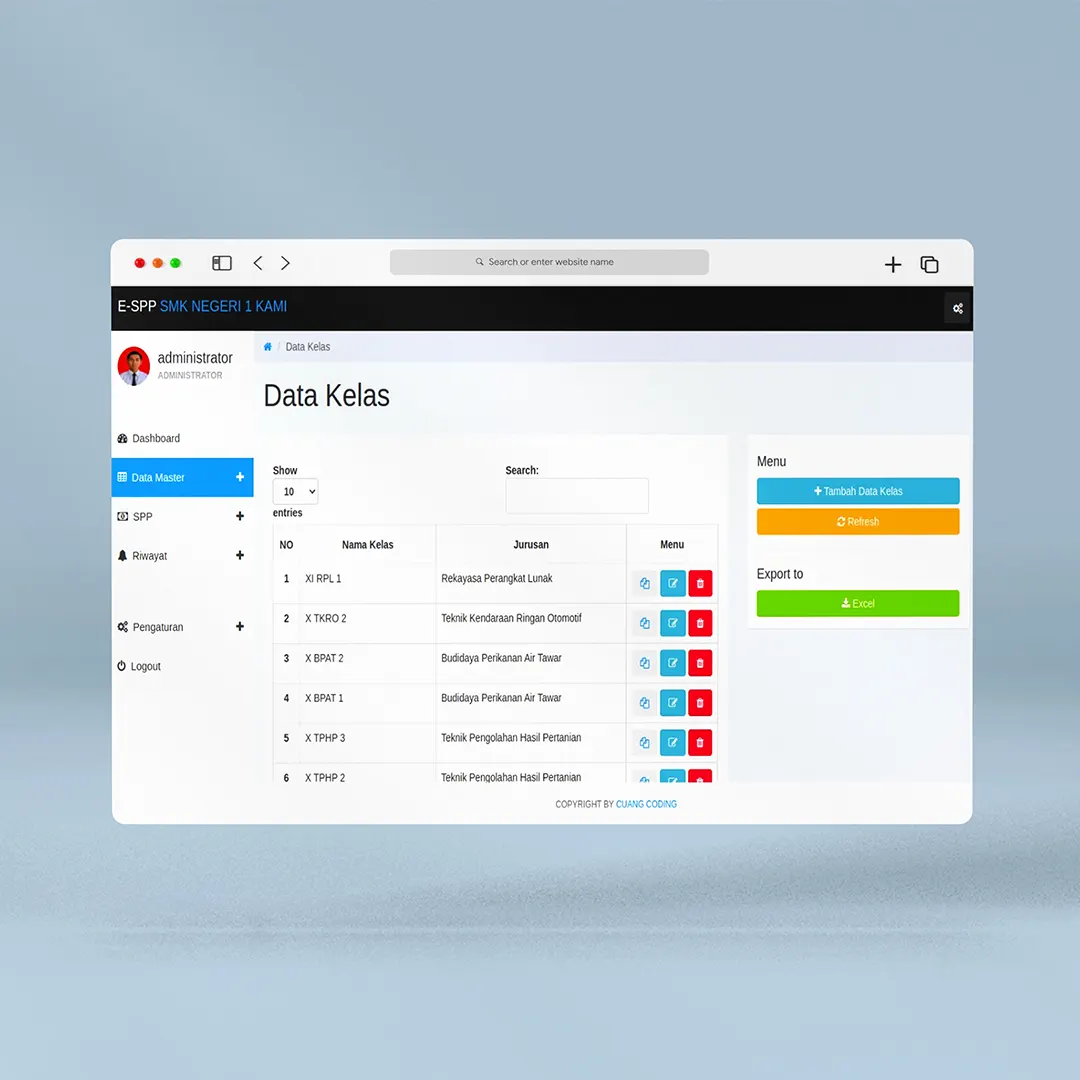 Search or enter website name
E-SPP SMK NEGERI 1 KAMI
administrator
ADMINISTRATOR
Dashboard
Data Master
SPP
Riwayat
Pengaturan
Logout
/ Data Kelas
Data Kelas
Show
10
entries
Search:
NO Nama Kelas Jurusan Menu
1 XI RPL 1 Rekayasa Perangkat Lunak
2 X TKRO 2 Teknik Kendaraan Ringan Otomotif
3 X BPAT 2 Budidaya Perikanan Air Tawar
4 X BPAT 1 Budidaya Perikanan Air Tawar
5 X TPHP 3 Teknik Pengolahan Hasil Pertanian
6 X TPHP 2 Teknik Pengolahan Hasil Pertanian
Menu
Tambah Data Kelas
Refresh
Export to
Excel
COPYRIGHT BY CUANG CODING